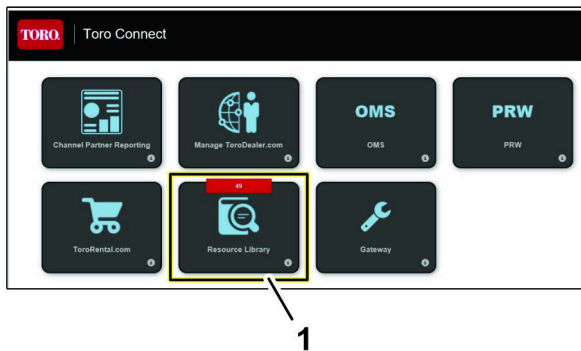 TORO. Toro Connect
OMS
PRW
Channel Partner Reporting
Manage ToroDealer.com
OMS
PRW
49
ToroRental.com
Resource Library
Gateway
1